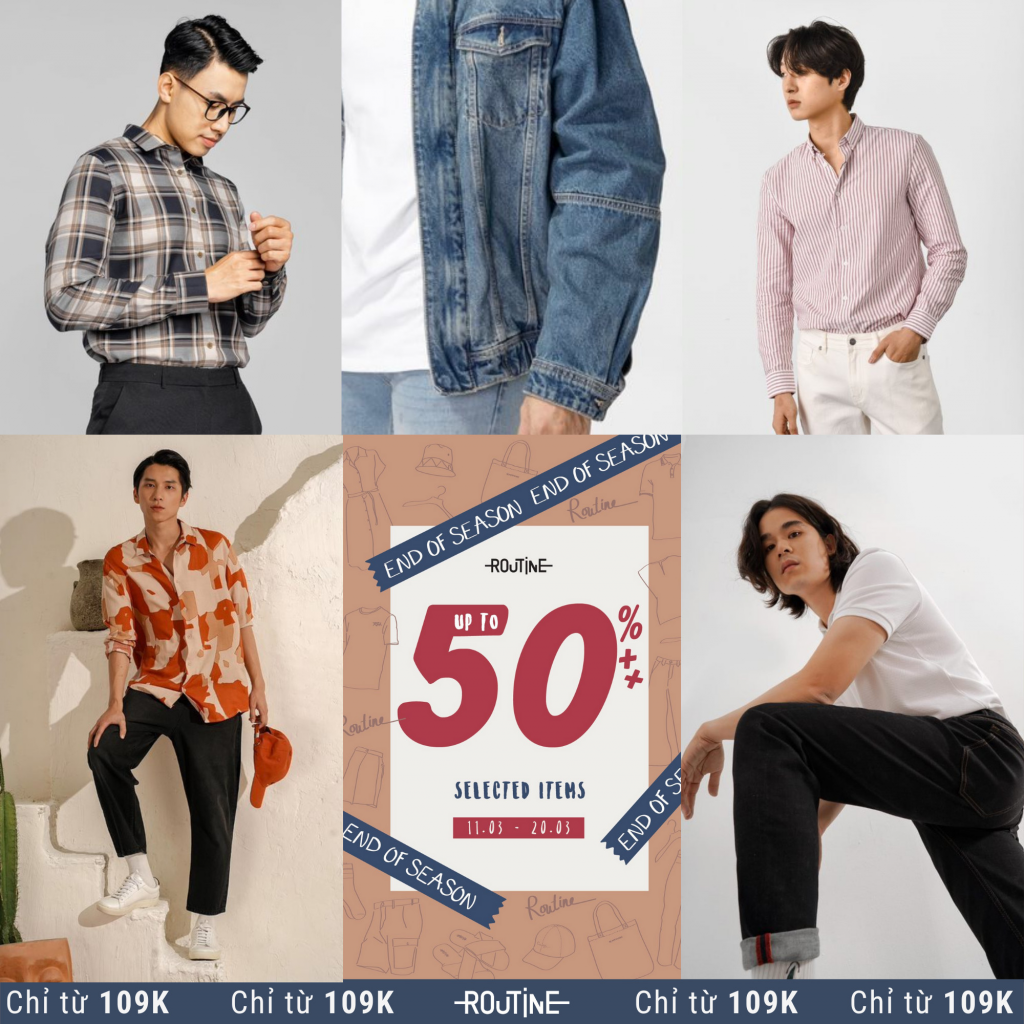 END OF SEASON END OF SEASON
Routine
ROUTINE
UP TO
50%++
Routine
SELECTED ITEMS
11.03 - 20.03
END OF SE
END OF SEASON
Routine
Chỉ từ 109K Chỉ từ 109K ROUTINE Chỉ từ 109K Chỉ từ 109K